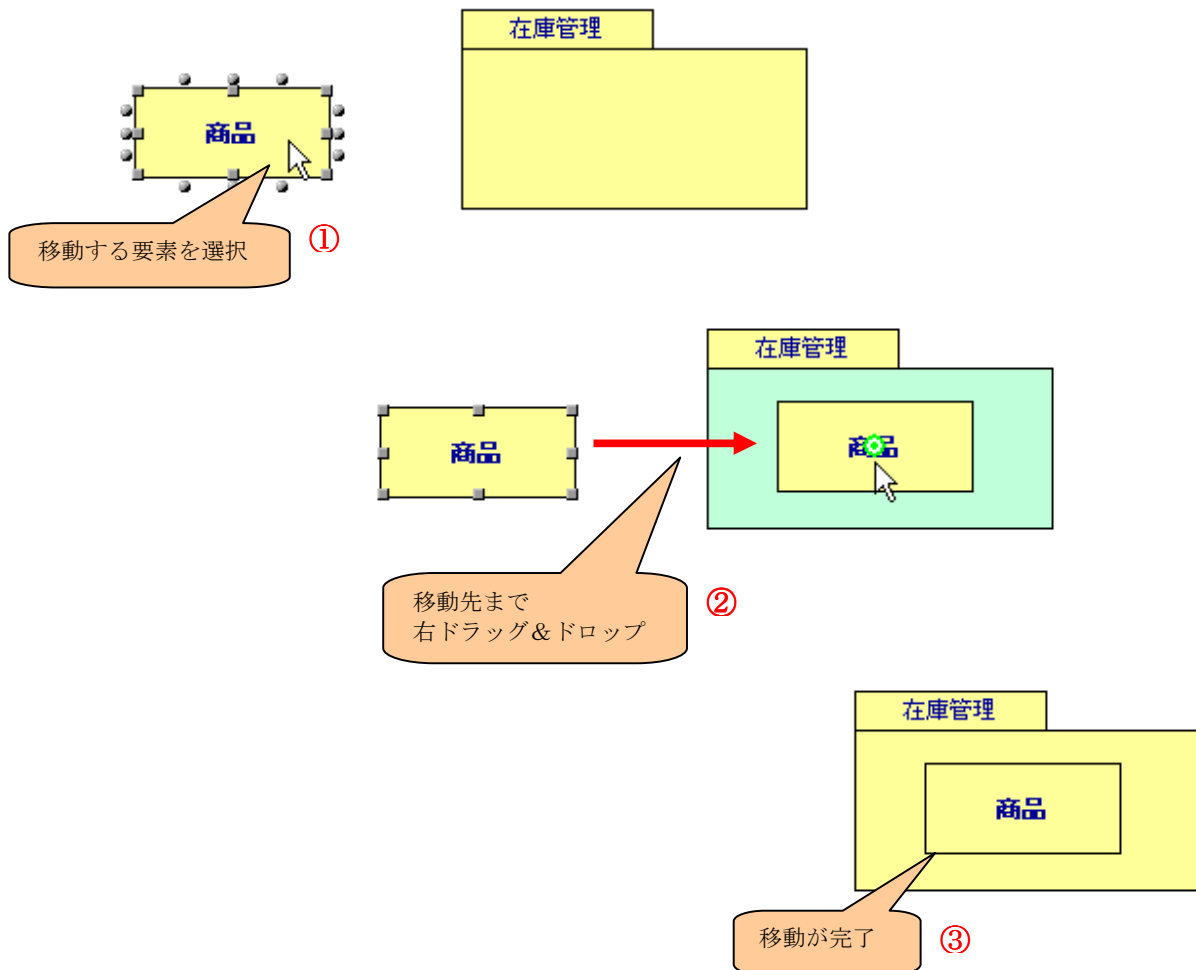 在庫管理
商品
移動する要素を選択
①
在庫管理
商品
商品
移動先まで
右ドラッグ＆ドロップ
②
在庫管理
商品
移動が完了
③